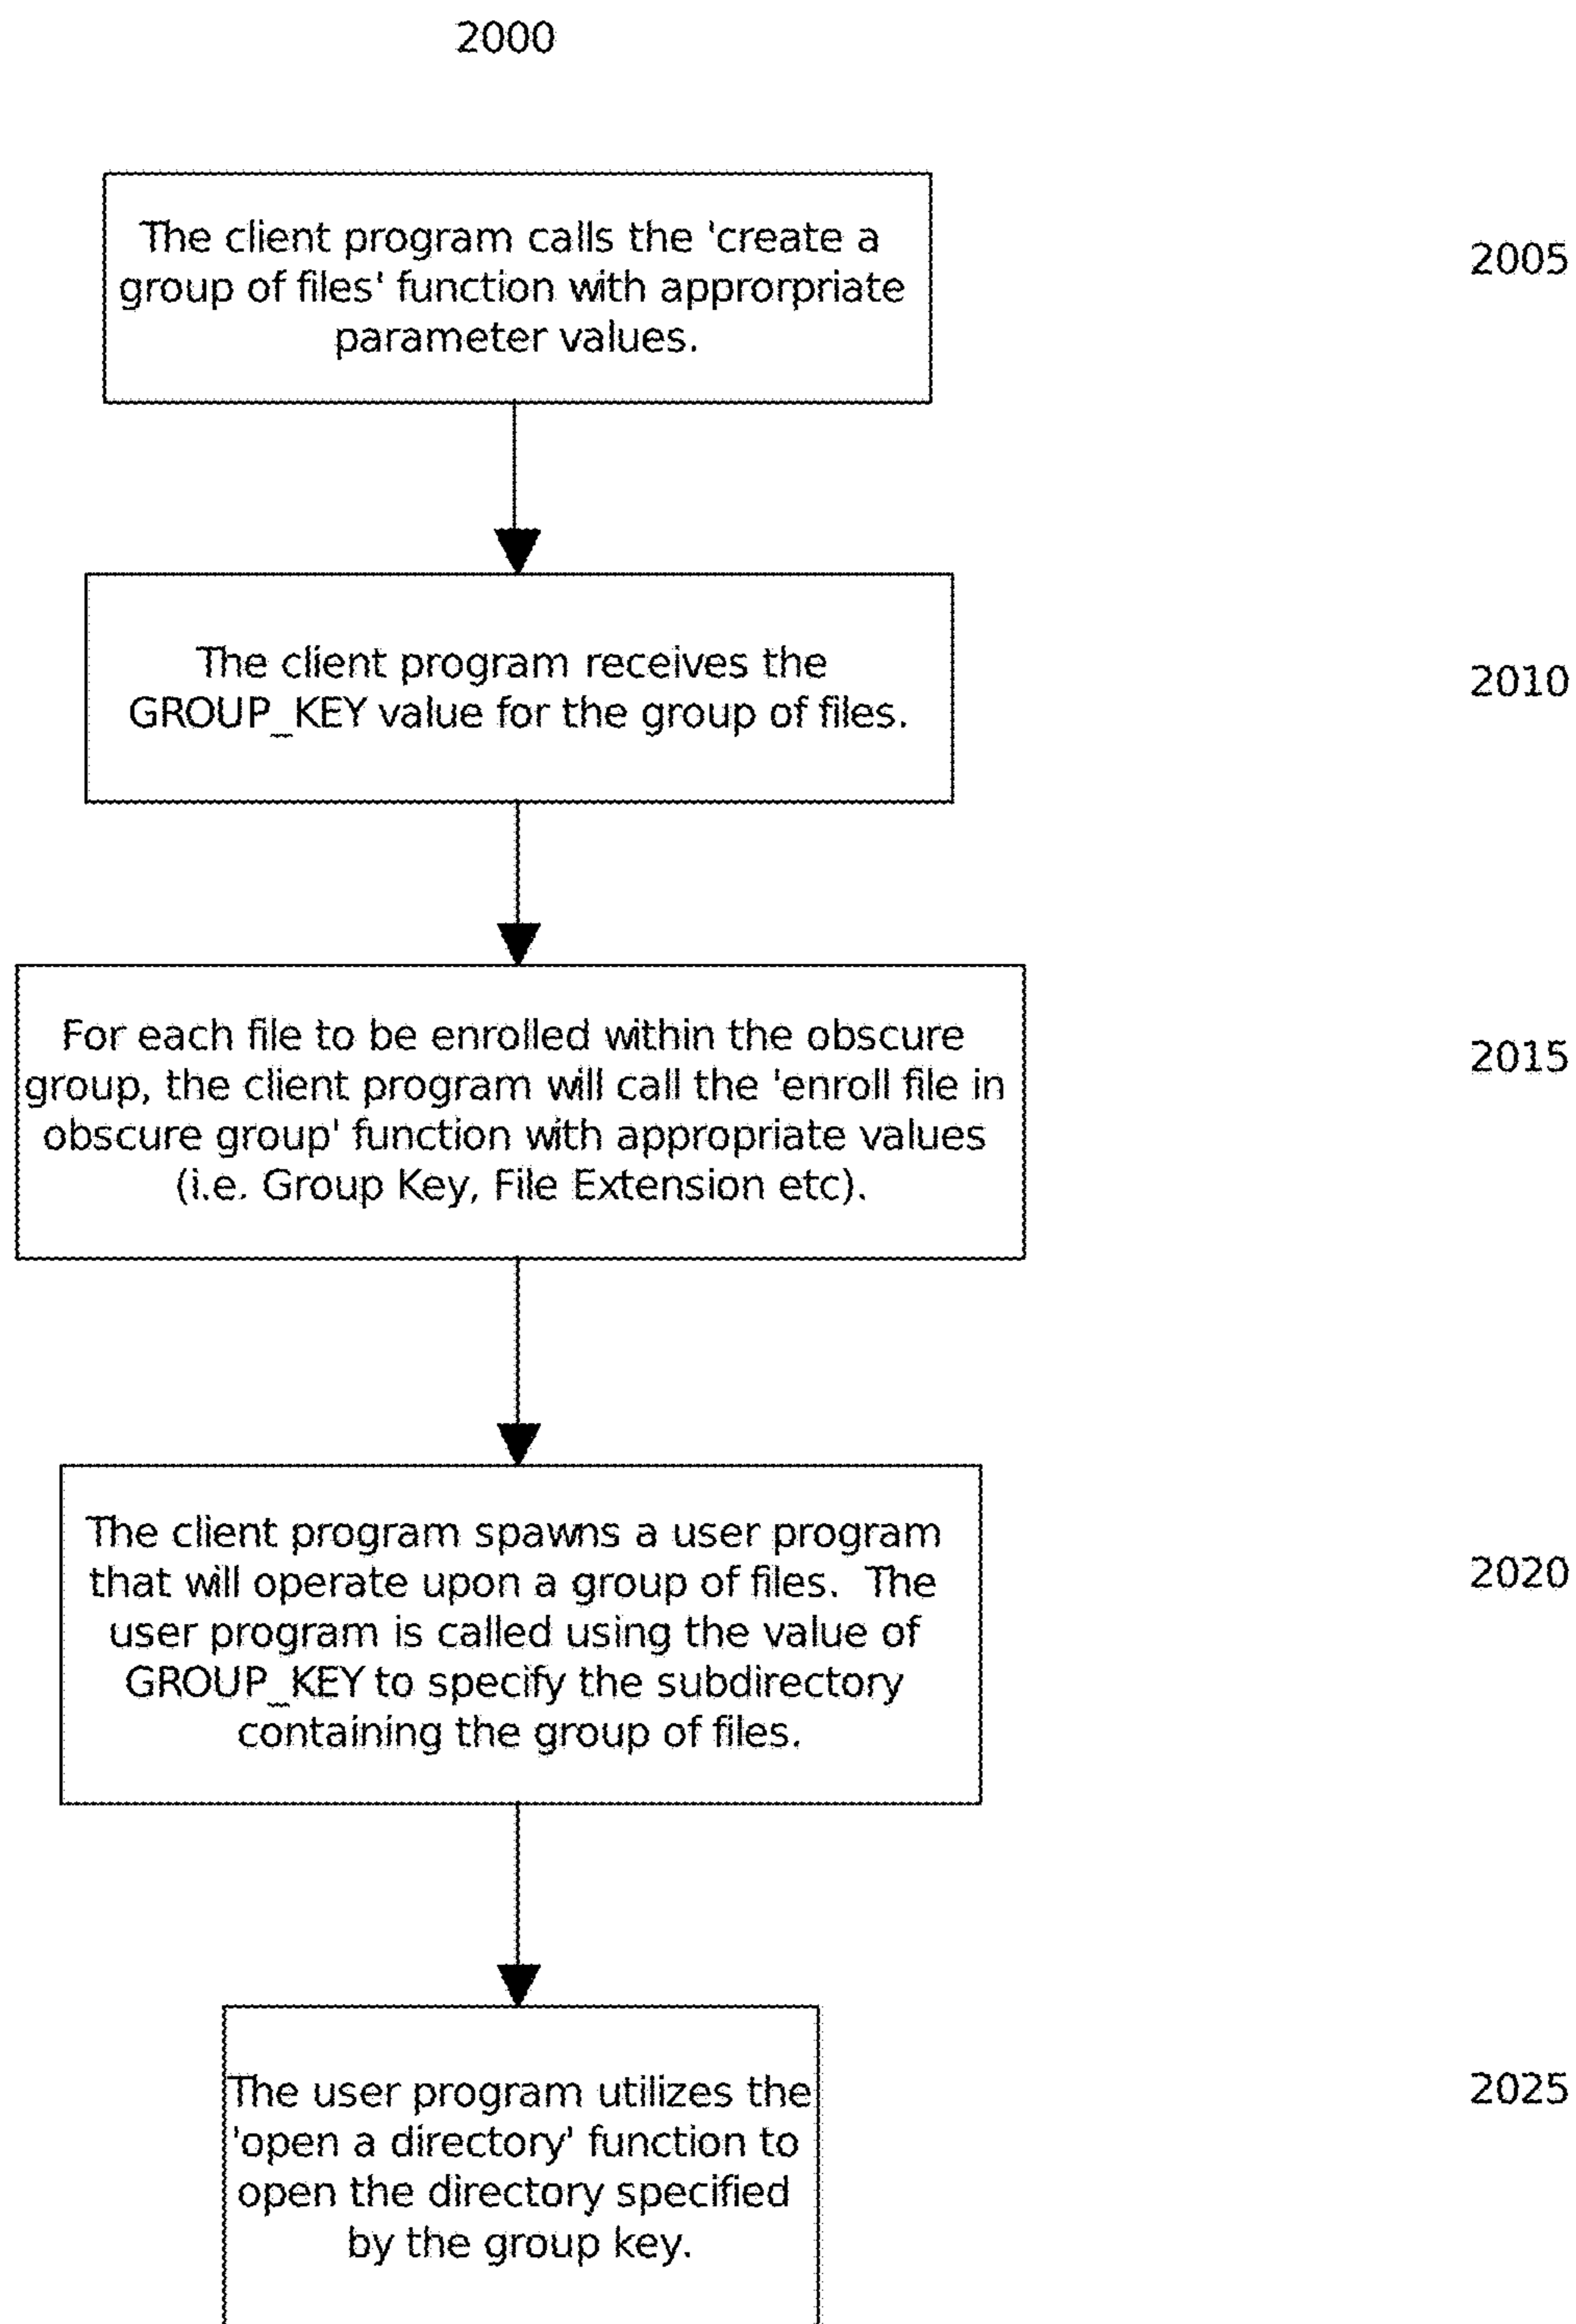 2000
The client program calls the 'create a
group of files' function with approrpriate
parameter values.
2005
The client program receives the
GROUP_KEY value for the group of files.
2010
For each file to be enrolled within the obscure
group, the client program will call the 'enroll file in
obscure group' function with appropriate values
(i.e. Group Key, File Extension etc).
2015
The client program spawns a user program
that will operate upon a group of files.  The
user program is called using the value of
GROUP_KEY to specify the subdirectory
containing the group of files.
2020
The user program utilizes the
'open a directory' function to
open the directory specified
by the group key.
2025